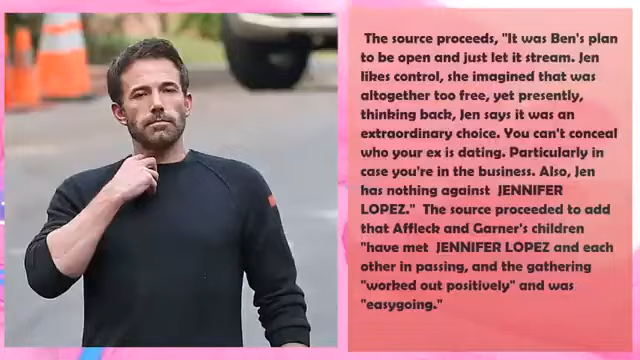 The source proceeds, "It was Ben's plan
to be open and just let it stream. Jen
likes control, she imagined that was
altogether too free, yet presently,
thinking back, Jen says it was an
extraordinary choice. You can't conceal
who your ex is dating. Particularly in
case you're in the business. Also, Jen
has nothing against JENNIFER
LOPEZ." The source proceeded to add
that Affleck and Garner's children
"have met JENNIFER LOPEZ and each
other in passing, and the gathering
"worked out positively" and was
"easygoing."